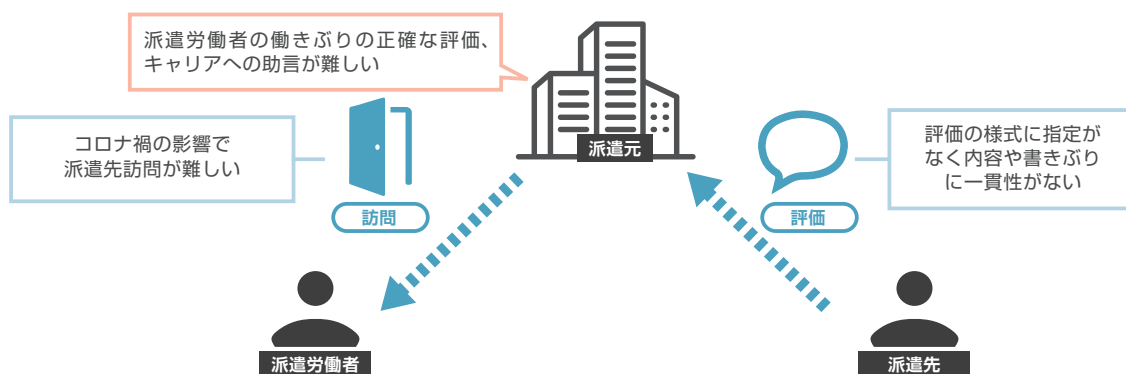 派遣労働者の働きぶりの正確な評価、
キャリアへの助言が難しい
コロナ禍の影響で
派遣先訪問が難しい
訪問
派遣元
評価
評価の様式に指定が
なく内容や書きぶり
に一貫性がない
派遣労働者
派遣先